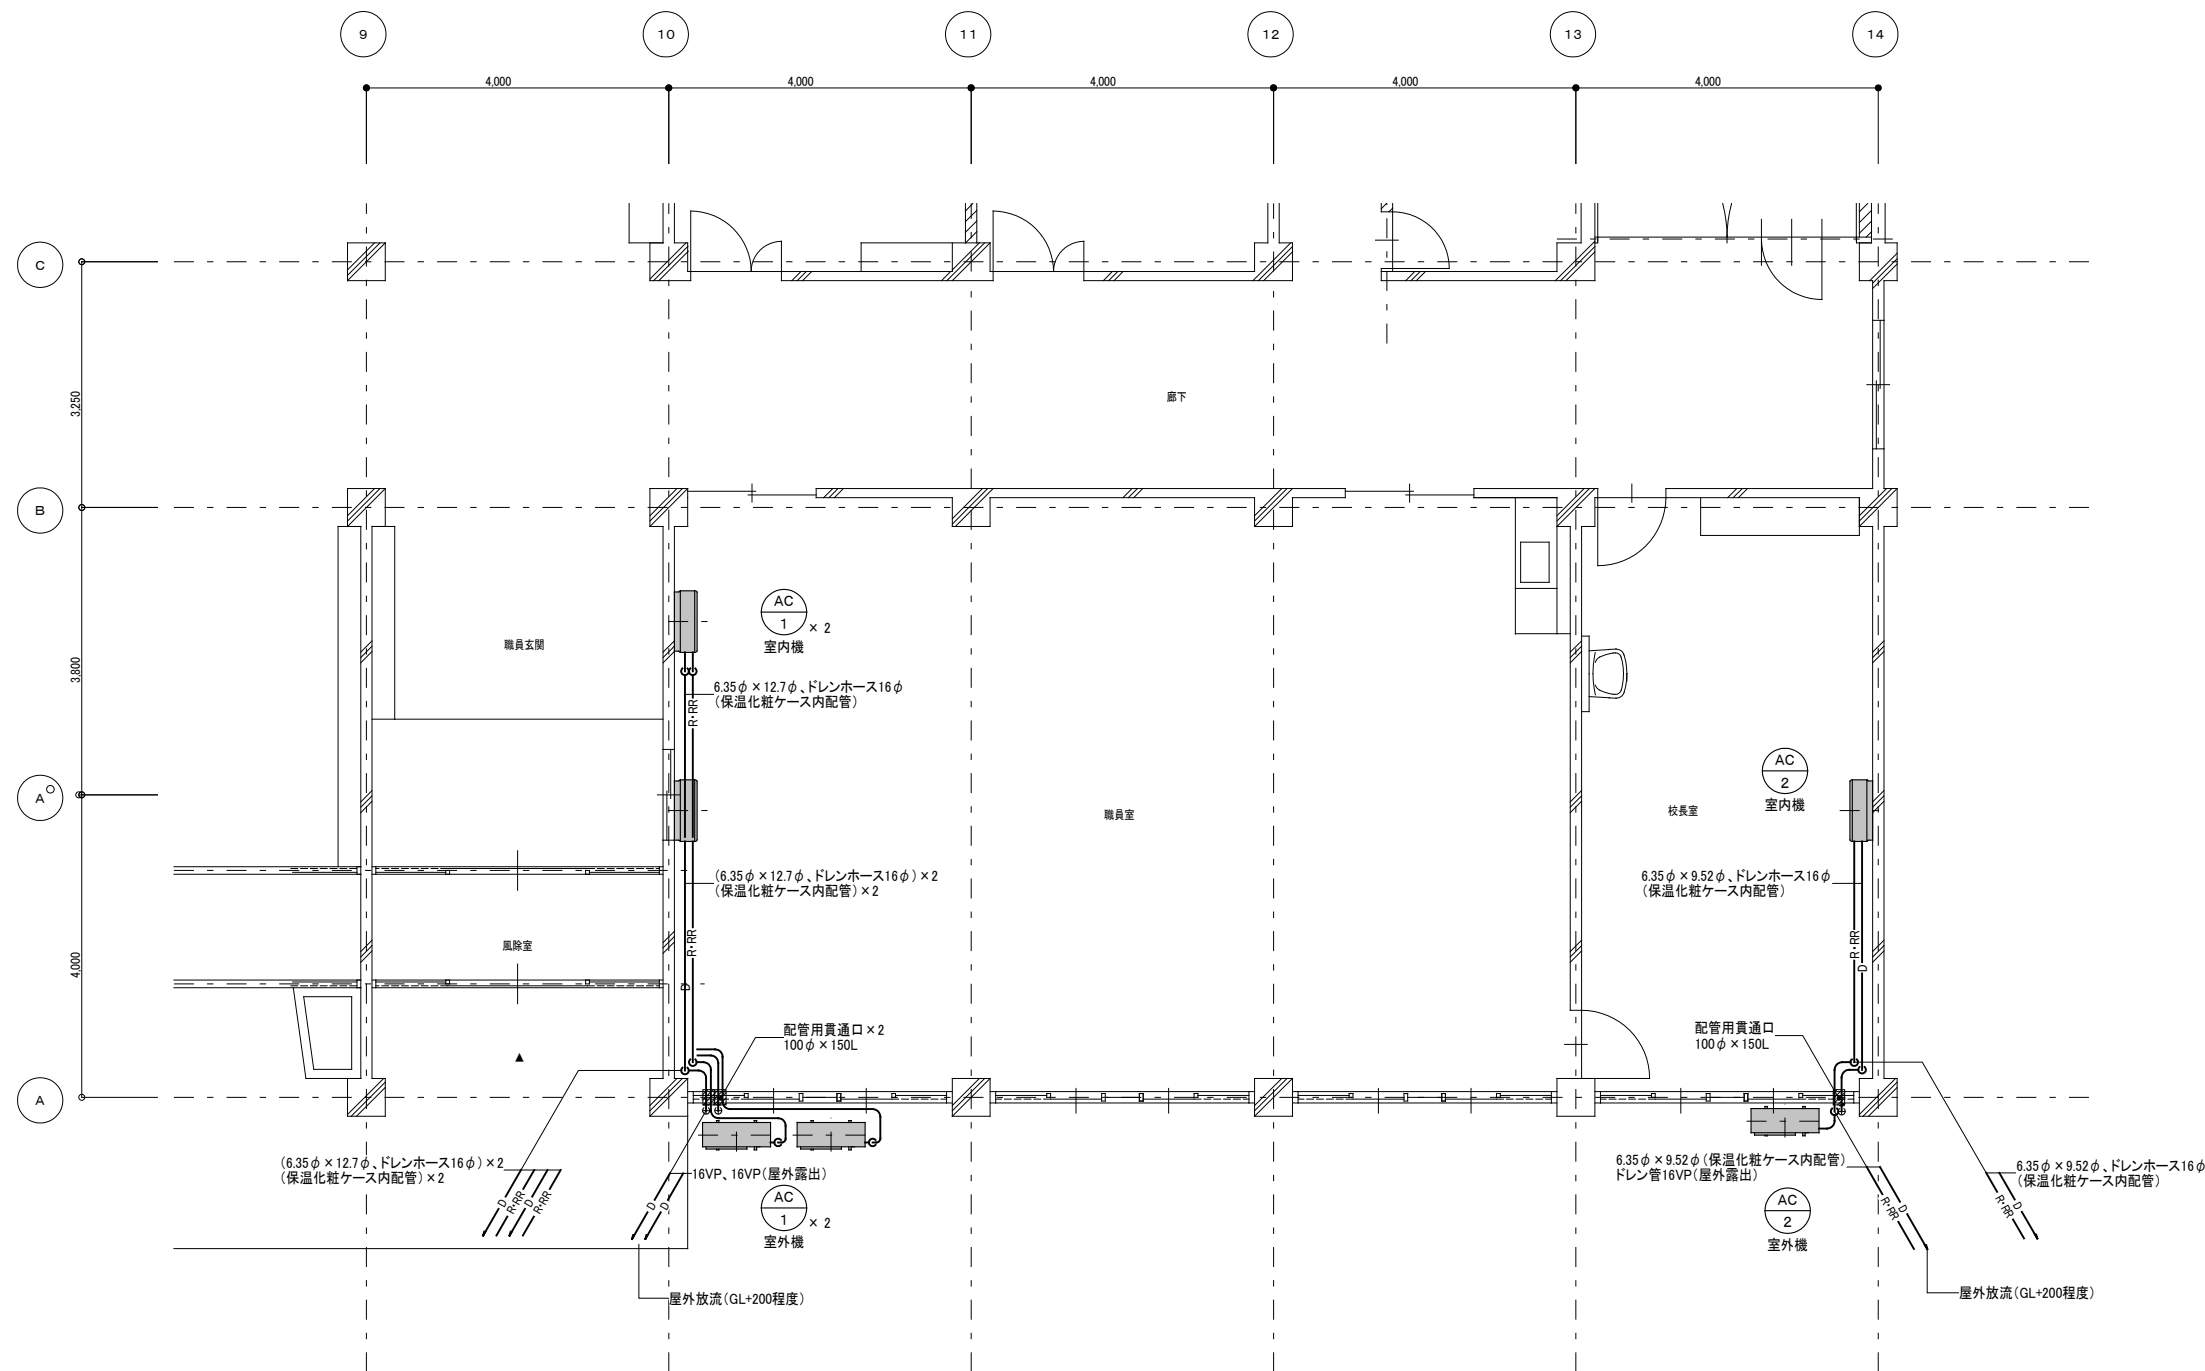 9
10
11
12
13
14
4,000
4,000
4,000
4,000
4,000
C
3,250
廊下
B
AC
1
× 2
室内機
職員玄関
3,800
6.35φ×12.7φ、ドレンホース16φ
(保温化粧ケース内配管)
R・RR
AC
2
室内機
A
職員室
校長室
(6.35φ×12.7φ、ドレンホース16φ)×2
(保温化粧ケース内配管)×2
6.35φ×9.52φ、ドレンホース16φ
(保温化粧ケース内配管)
風除室
4,000
R・RR
D
R・RR
D
配管用貫通口×2
100φ×150L
配管用貫通口
100φ×150L
▲
A
(6.35φ×12.7φ、ドレンホース16φ)×2
(保温化粧ケース内配管)×2
D
R・RR
D
R・RR
16VP、16VP(屋外露出)
D
D
AC
1
× 2
室外機
6.35φ×9.52φ(保温化粧ケース内配管)
ドレン管16VP(屋外露出)
R・RR
D
AC
2
室外機
6.35φ×9.52φ、ドレンホース16φ
(保温化粧ケース内配管)
R・RR
D
屋外放流(GL+200程度)
屋外放流(GL+200程度)